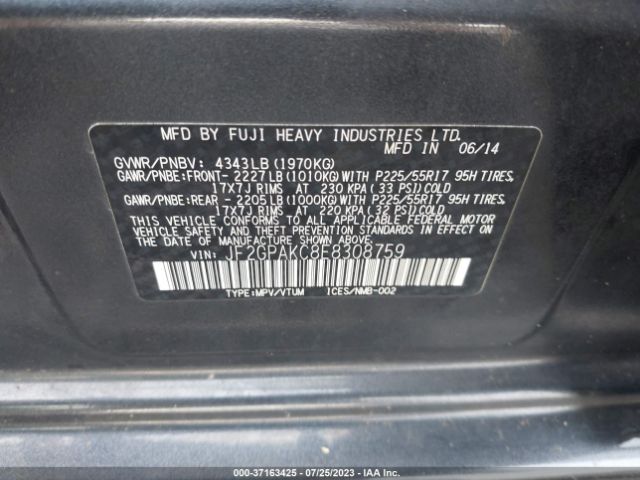 MFD BY FUJI HEAVY INDUSTRIES LTD.
MFD IN 06/14
GVWR/PNBV: 4343LB (1970KG)
GAWR/PNBE:FRONT- 2227LB (1010KG) WITH P225/55R17 95H TIRES,
17X7J RIMS AT 230 KPA ( 33 PSI) COLD
GAWR/PNBE:REAR - 2205LB (1000KG) WITH P225/55R17 95H TIRES,
17X7J RIMS AT 220 KPA ( 32 PSI) COLD
THIS VEHICLE CONFORMS TO ALL APPLICABLE FEDERAL MOTOR
VEHICLE SAFETY AND THEFT PREVENTION STANDARDS IN EFFECT
ON THE DATE OF MANUFACTURE SHOWN ABOVE.
VIN: JF2GPAKC8E8308759
TYPE:MPV/VTUM ICES/NMB-002
000-37163425 - 07/25/2023 - IAA Inc.